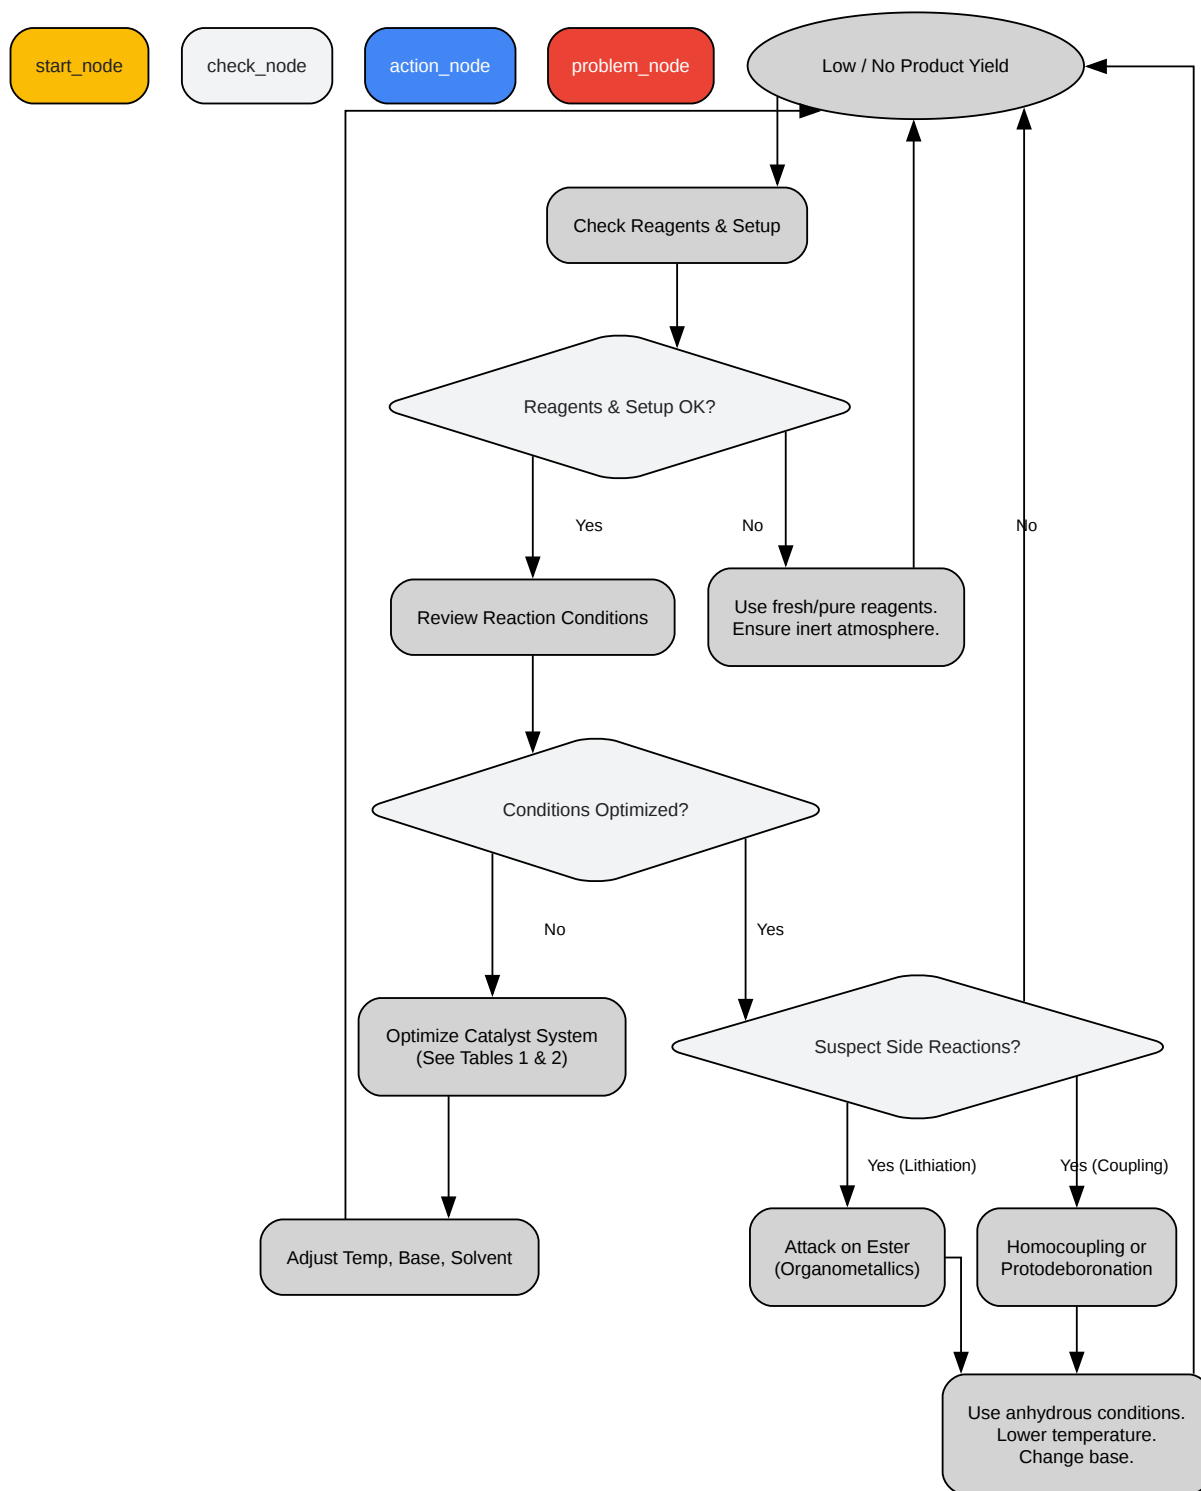 start_node
check_node
action_node
problem_node
Low / No Product Yield
Check Reagents & Setup
Reagents & Setup OK?
Yes
No
No
Review Reaction Conditions
Use fresh/pure reagents.
Ensure inert atmosphere.
Conditions Optimized?
No
Yes
Optimize Catalyst System
(See Tables 1 & 2)
Suspect Side Reactions?
Yes (Lithiation)
Yes (Coupling)
Adjust Temp, Base, Solvent
Attack on Ester
(Organometallics)
Homocoupling or
Protodeboronation
Use anhydrous conditions.
Lower temperature.
Change base.